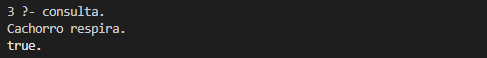 3 ?- consulta.
Cachorro respira.
true.